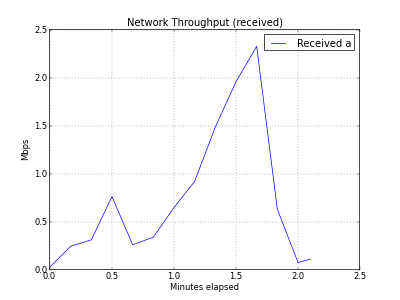 Network Throughput (received)
Received a
Mbps
2.5
2.0
1.5
1.0
0.5
0.0
0.0 0.5 1.0 1.5 2.0 2.5
Minutes elapsed